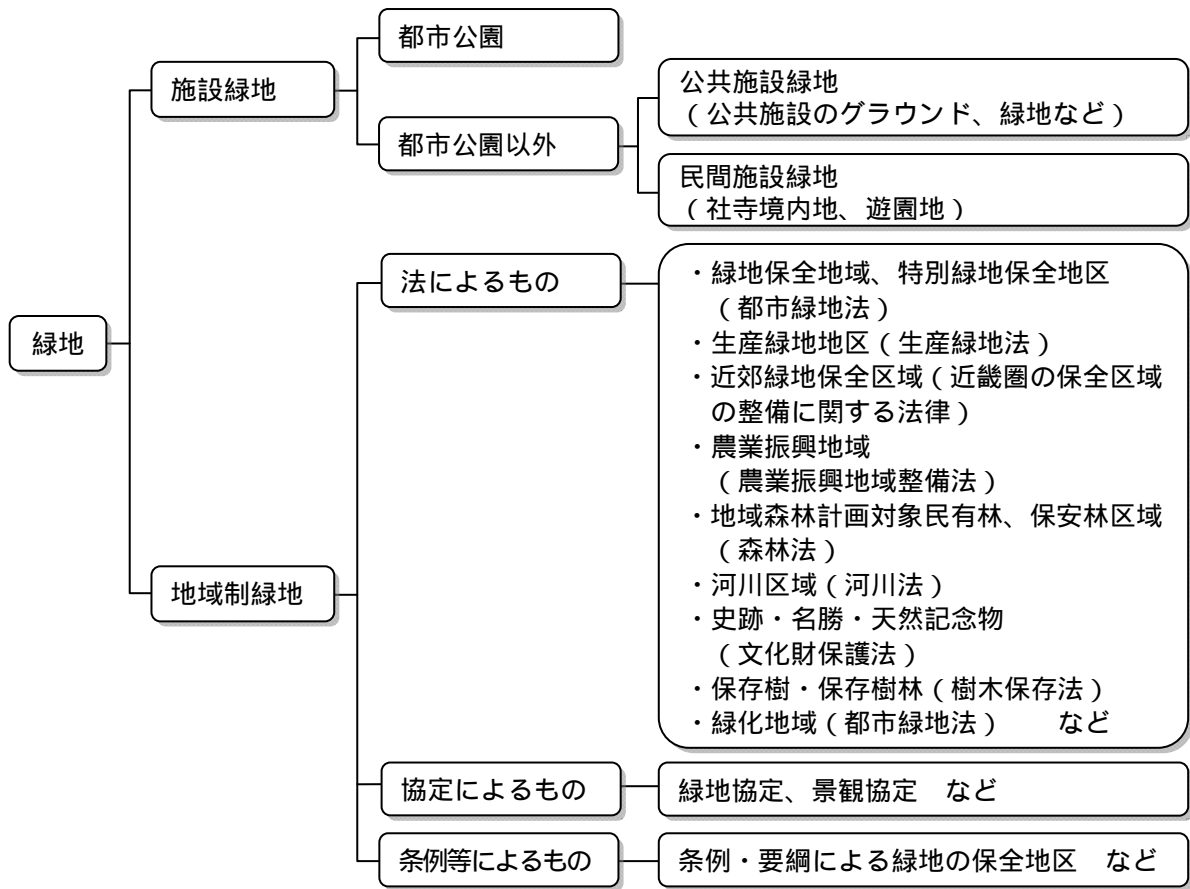 緑地
施設緑地
都市公園
都市公園以外
公共施設緑地
（公共施設のグラウンド、緑地など）
民間施設緑地
（社寺境内地、遊園地）
地域制緑地
法によるもの
・緑地保全地域、特別緑地保全地区
（都市緑地法）
・生産緑地地区（生産緑地法）
・近郊緑地保全区域（近畿圏の保全区域
の整備に関する法律）
・農業振興地域
（農業振興地域整備法）
・地域森林計画対象民有林、保安林区域
（森林法）
・河川区域（河川法）
・史跡・名勝・天然記念物
（文化財保護法）
・保存樹・保存樹林（樹木保存法）
・緑化地域（都市緑地法）　　など
協定によるもの
緑地協定、景観協定　など
条例等によるもの
条例・要綱による緑地の保全地区　など